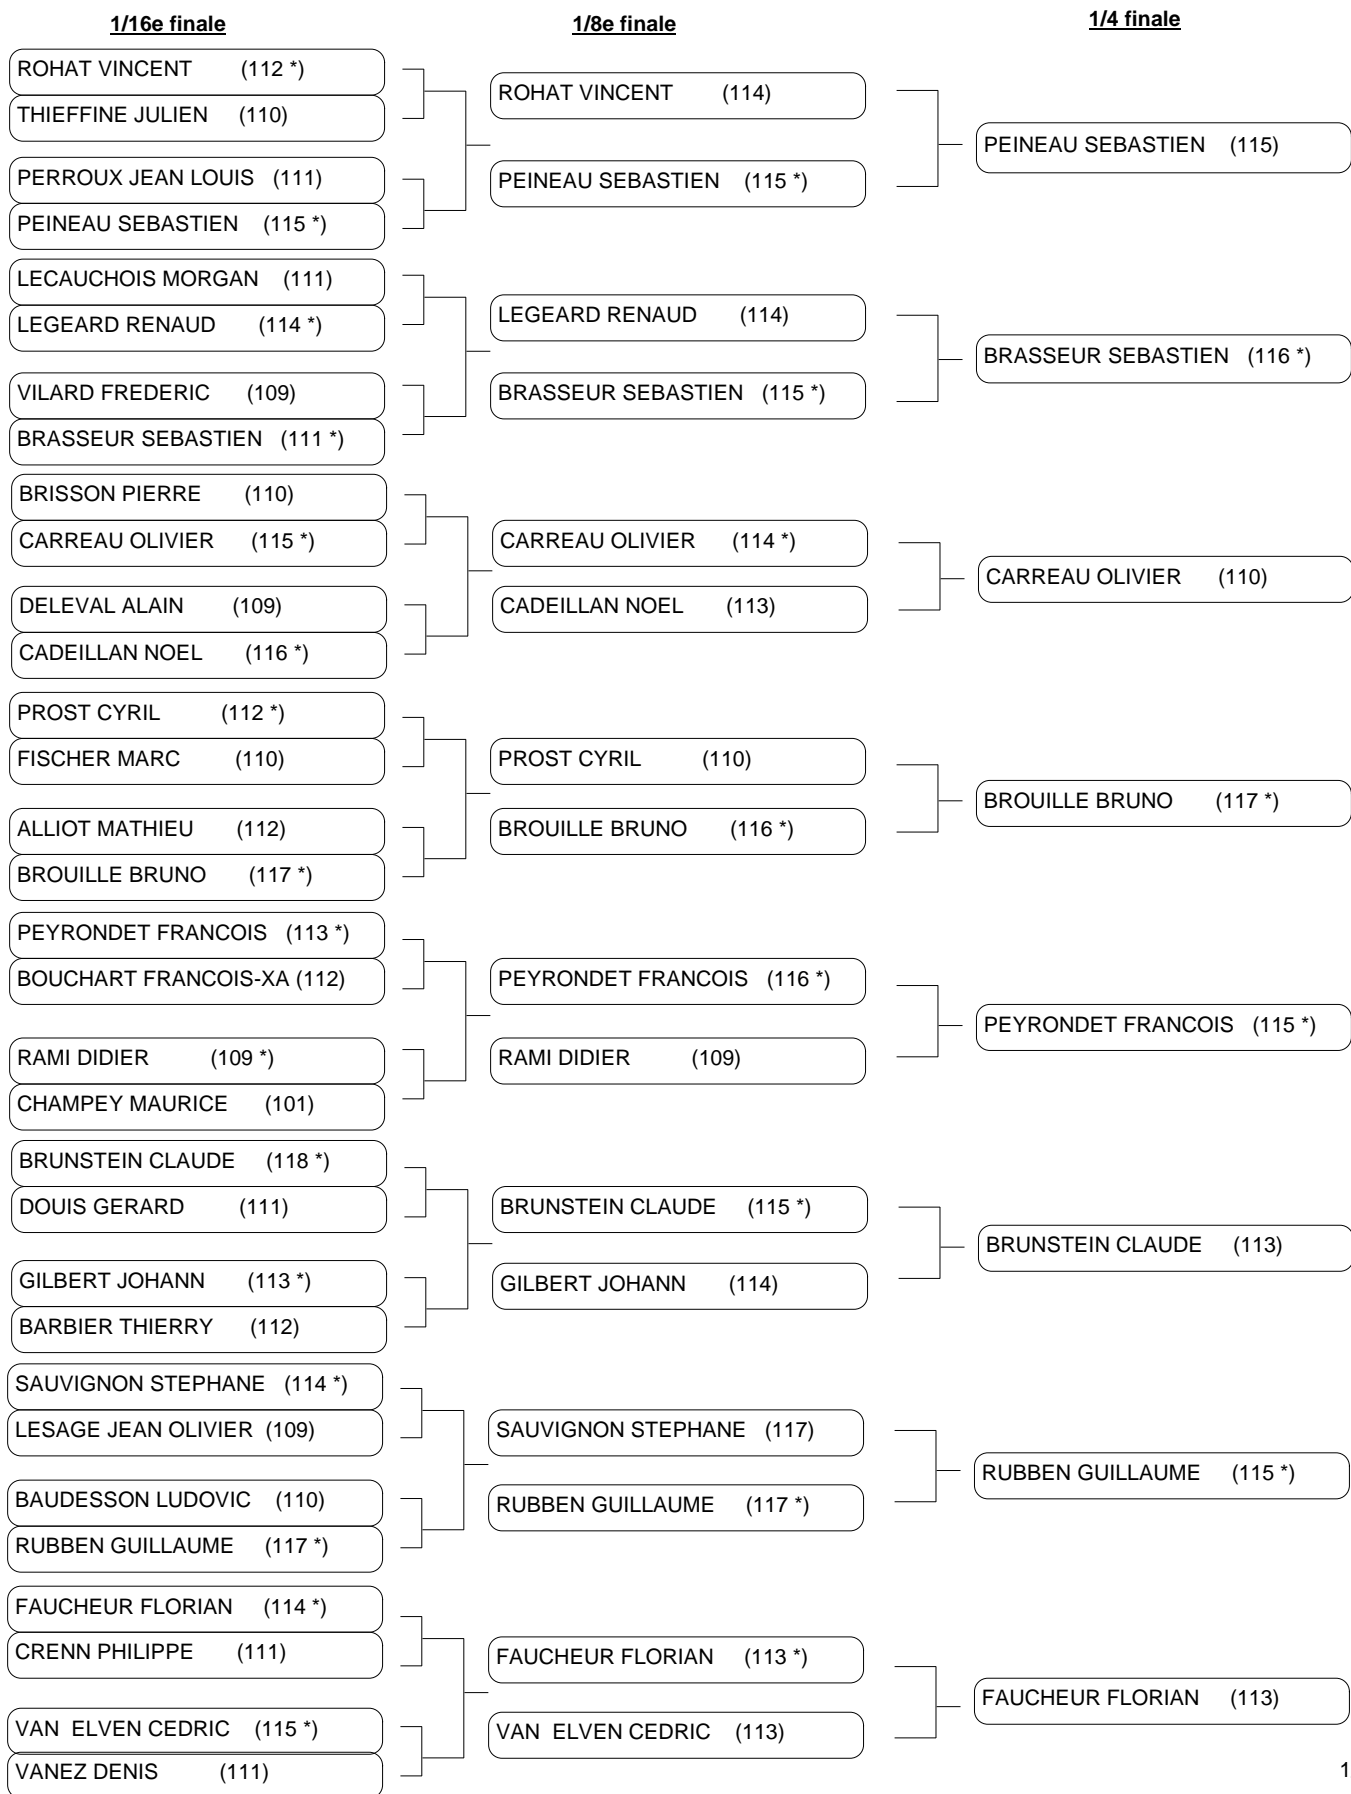 1/16e finale
ROHAT VINCENT (112 *)
THIEFFINE JULIEN (110)
PERROUX JEAN LOUIS (111)
PEINEAU SEBASTIEN (115 *)
LECAUCHOIS MORGAN (111)
LEGEARD RENAUD (114 *)
VILARD FREDERIC (109)
BRASSEUR SEBASTIEN (111 *)
BRISSON PIERRE (110)
CARREAU OLIVIER (115 *)
DELEVAL ALAIN (109)
CADEILLAN NOEL (116 *)
PROST CYRIL (112 *)
FISCHER MARC (110)
ALLIOT MATHIEU (112)
BROUILLE BRUNO (117 *)
PEYRONDET FRANCOIS (113 *)
BOUCHART FRANCOIS-XA (112)
RAMI DIDIER (109 *)
CHAMPEY MAURICE (101)
BRUNSTEIN CLAUDE (118 *)
DOUIS GERARD (111)
GILBERT JOHANN (113 *)
BARBIER THIERRY (112)
SAUVIGNON STEPHANE (114 *)
LESAGE JEAN OLIVIER (109)
BAUDESSON LUDOVIC (110)
RUBBEN GUILLAUME (117 *)
FAUCHEUR FLORIAN (114 *)
CRENN PHILIPPE (111)
VAN ELVEN CEDRIC (115 *)
VANEZ DENIS (111)
1/8e finale
ROHAT VINCENT (114)
PEINEAU SEBASTIEN (115 *)
LEGEARD RENAUD (114)
BRASSEUR SEBASTIEN (115 *)
CARREAU OLIVIER (114 *)
CADEILLAN NOEL (113)
PROST CYRIL (110)
BROUILLE BRUNO (116 *)
PEYRONDET FRANCOIS (116 *)
RAMI DIDIER (109)
BRUNSTEIN CLAUDE (115 *)
GILBERT JOHANN (114)
SAUVIGNON STEPHANE (117)
RUBBEN GUILLAUME (117 *)
FAUCHEUR FLORIAN (113 *)
VAN ELVEN CEDRIC (113)
1/4 finale
PEINEAU SEBASTIEN (115)
BRASSEUR SEBASTIEN (116 *)
CARREAU OLIVIER (110)
BROUILLE BRUNO (117 *)
PEYRONDET FRANCOIS (115 *)
BRUNSTEIN CLAUDE (113)
RUBBEN GUILLAUME (115 *)
FAUCHEUR FLORIAN (113)
1